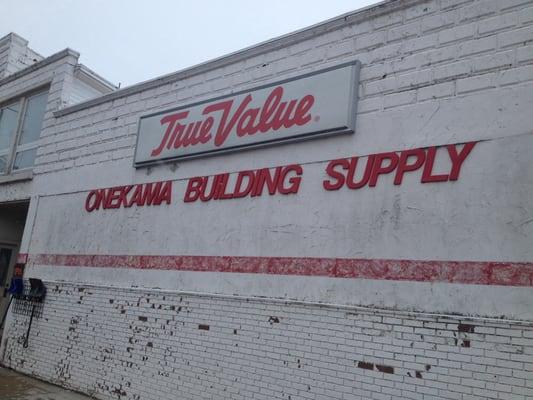 True Value®
ONEKAMA BUILDING SUPPLY